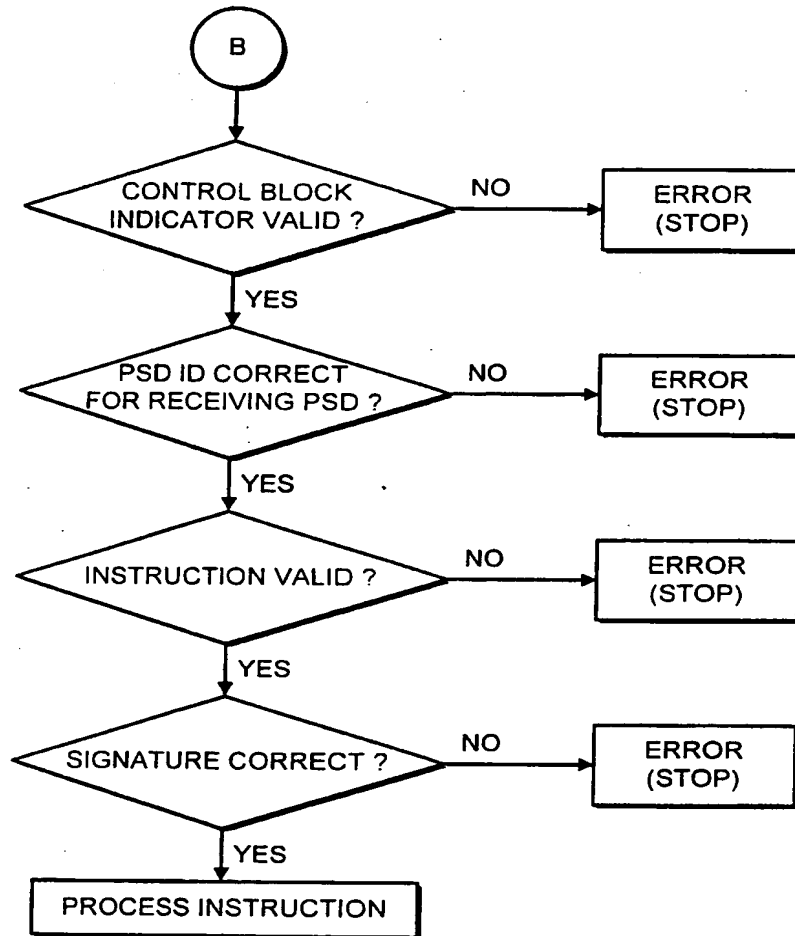 B
CONTROL BLOCK
INDICATOR VALID ?
NO
ERROR
(STOP)
YES
PSD ID CORRECT
FOR RECEIVING PSD ?
NO
ERROR
(STOP)
YES
INSTRUCTION VALID ?
NO
ERROR
(STOP)
YES
SIGNATURE CORRECT ?
NO
ERROR
(STOP)
YES
PROCESS INSTRUCTION